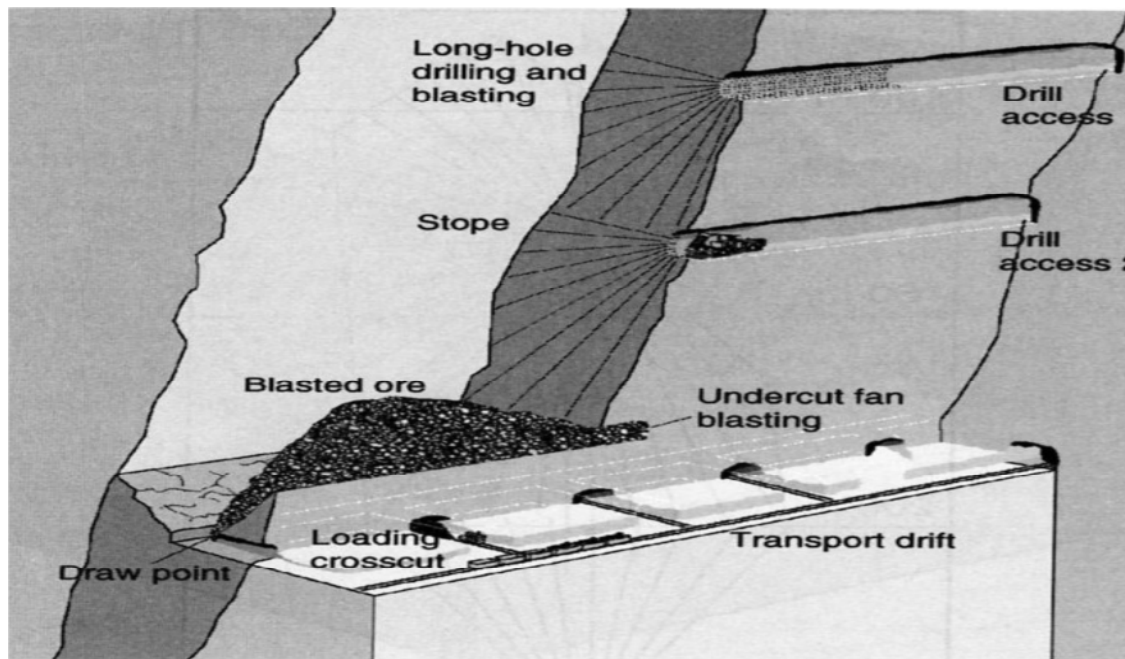 Long-hole
drilling and
blasting
Drill
access
Stope
Drill
access 2
Blasted ore
Undercut fan
blasting
Loading
crosscut
Transport drift
Draw point